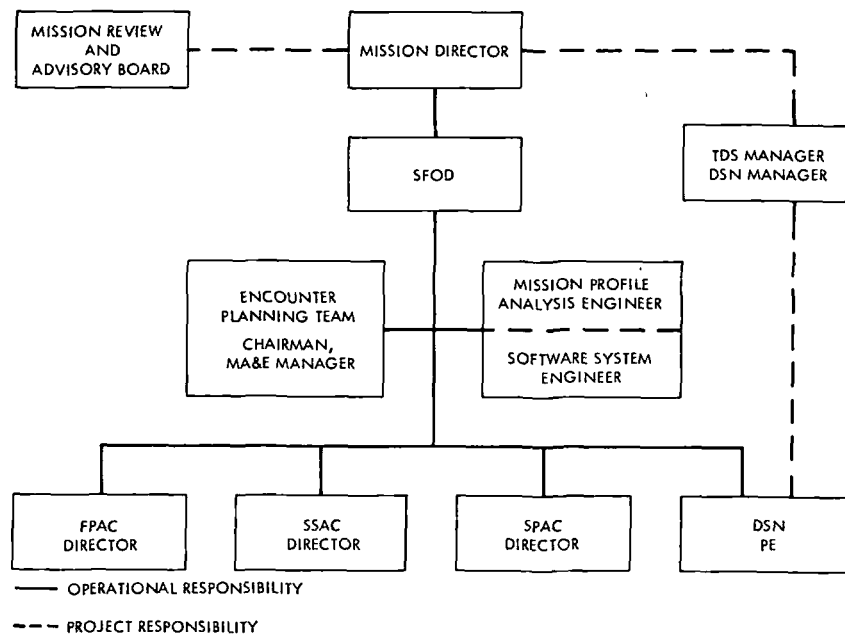 MISSION REVIEW
AND
ADVISORY BOARD
MISSION DIRECTOR
SFOD
TDS MANAGER
DSN MANAGER
ENCOUNTER
PLANNING TEAM
CHAIRMAN,
MA&E MANAGER
MISSION PROFILE
ANALYSIS ENGINEER
SOFTWARE SYSTEM
ENGINEER
FPAC
DIRECTOR
SSAC
DIRECTOR
SPAC
DIRECTOR
DSN
PE
OPERATIONAL RESPONSIBILITY
PROJECT RESPONSIBILITY